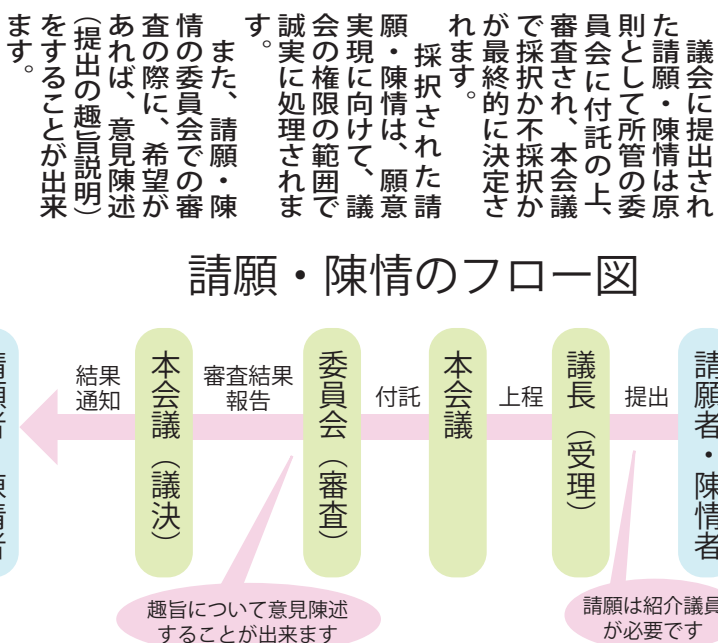 議会に提出され
た請願・陳情は原
則として所管の委
員会に付託の上、
審査され、本会議
で採択か不採択か
が最終的に決定さ
れます。
採択された請
願・陳情は、願意
実現に向けて、議
会の権限の範囲で
誠実に処理されま
す。
また、請願・陳
情の委員会での審
査の際に、希望が
あれば、意見陳述
（提出の趣旨説明）
をすることが出来
ます。
請願・陳情のフロー図
請願者・陳情者
提出
議長（受理）
上程
本会議
付託
委員会（審査）
審査結果
報告
本会議（議決）
結果
通知
請願者・陳情者
請願は紹介議員
が必要です
趣旨について意見陳述
することが出来ます